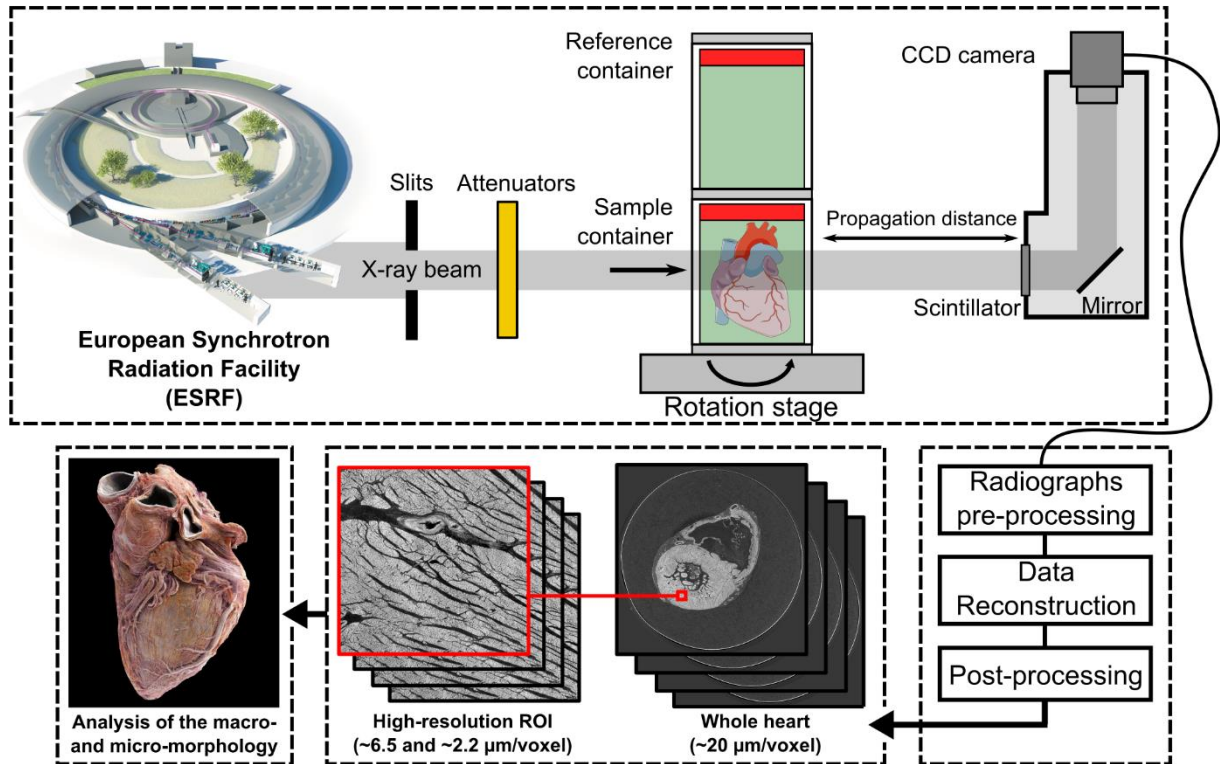 Reference
container
CCD camera
Slits
Attenuators
Sample
container
Propagation distance
X-ray beam
Scintillator
Mirror
European Synchrotron
Radiation Facility
(ESRF)
Rotation stage
Radiographs
pre-processing
Data
Reconstruction
Post-processing
Analysis of the macro-
and micro-morphology
High-resolution ROI
(~6.5 and ~2.2 μm/voxel)
Whole heart
(~20 μm/voxel)